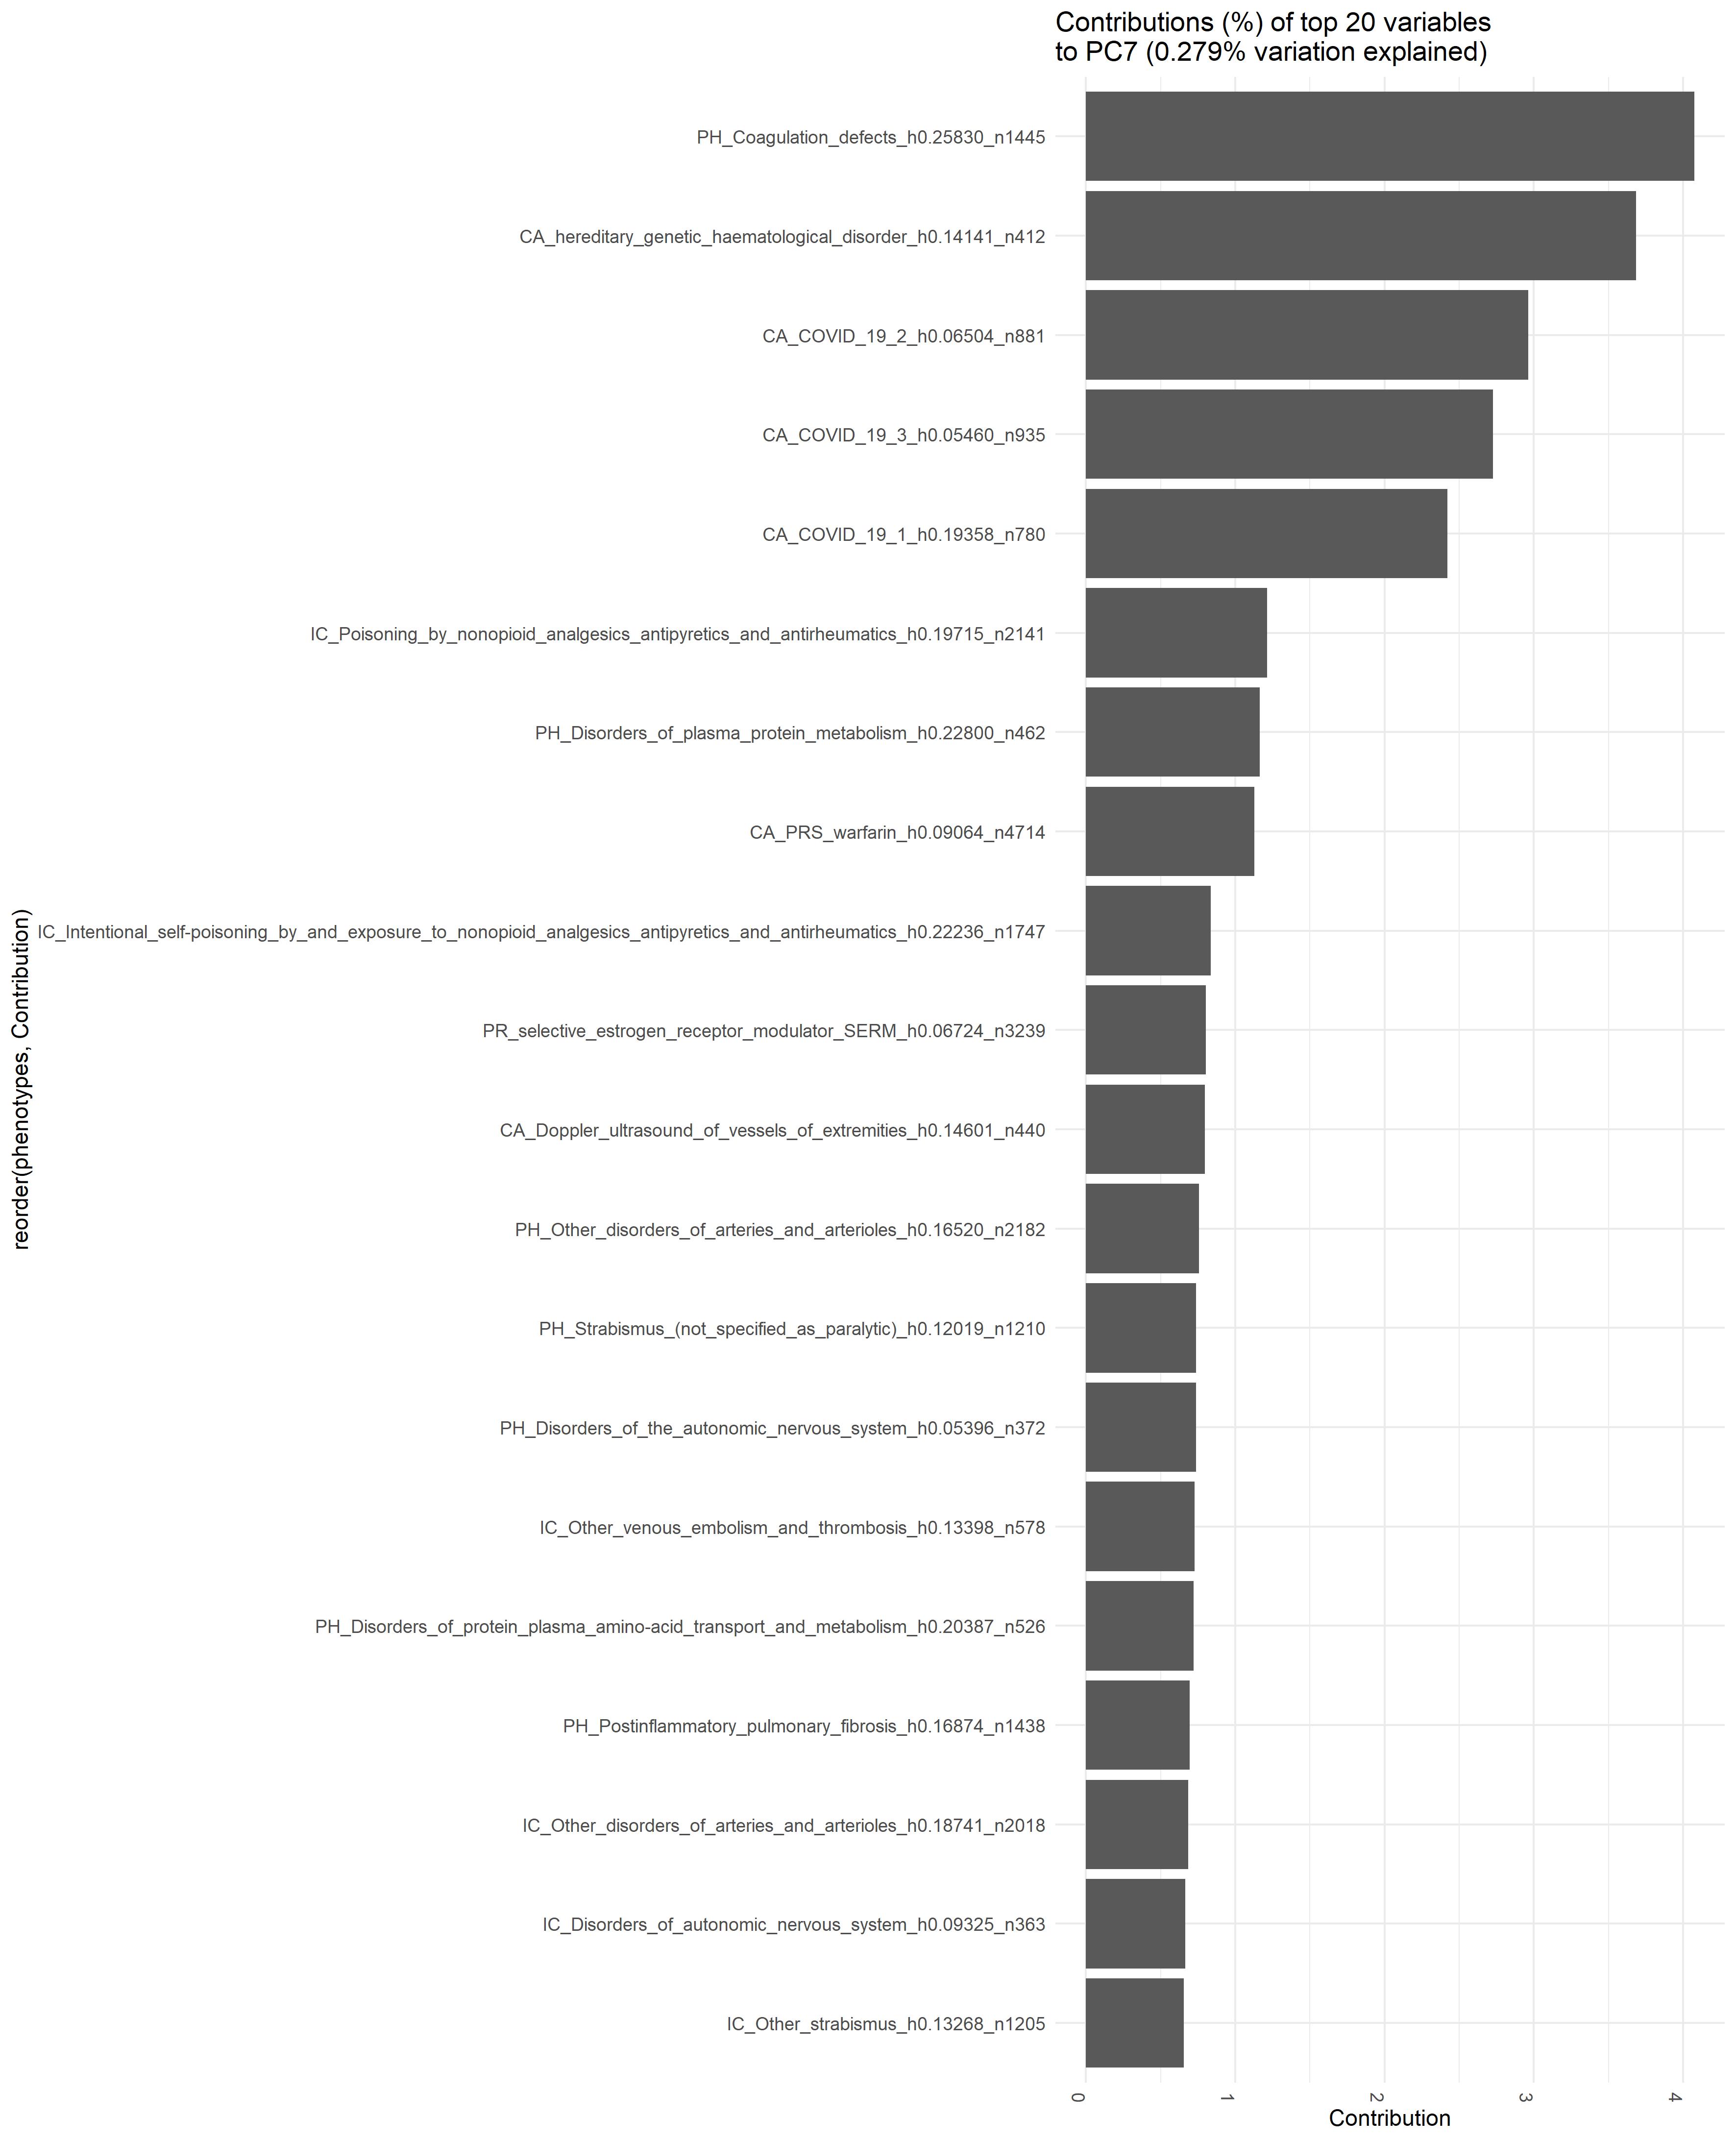 Contributions (%) of top 20 variables
to PC7 (0.279% variation explained)
PH_Coagulation_defects_h0.25830_n1445
CA_hereditary_genetic_haematological_disorder_h0.14141_n412
CA_COVID_19_2_h0.06504_n881
CA_COVID_19_3_h0.05460_n935
CA_COVID_19_1_h0.19358_n780
IC_Poisoning_by_nonopioid_analgesics_antipyretics_and_antirheumatics_h0.19715_n2141
PH_Disorders_of_plasma_protein_metabolism_h0.22800_n462
CA_PRS_warfarin_h0.09064_n4714
IC_Intentional_self-poisoning_by_and_exposure_to_nonopioid_analgesics_antipyretics_and_antirheumatics_h0.22236_n1747
PR_selective_estrogen_receptor_modulator_SERM_h0.06724_n3239
CA_Doppler_ultrasound_of_vessels_of_extremities_h0.14601_n440
PH_Other_disorders_of_arteries_and_arterioles_h0.16520_n2182
PH_Strabismus_(not_specified_as_paralytic)_h0.12019_n1210
PH_Disorders_of_the_autonomic_nervous_system_h0.05396_n372
IC_Other_venous_embolism_and_thrombosis_h0.13398_n578
PH_Disorders_of_protein_plasma_amino-acid_transport_and_metabolism_h0.20387_n526
PH_Postinflammatory_pulmonary_fibrosis_h0.16874_n1438
IC_Other_disorders_of_arteries_and_arterioles_h0.18741_n2018
IC_Disorders_of_autonomic_nervous_system_h0.09325_n363
IC_Other_strabismus_h0.13268_n1205
reorder(phenotypes, Contribution)
0 1 2 3 4
Contribution